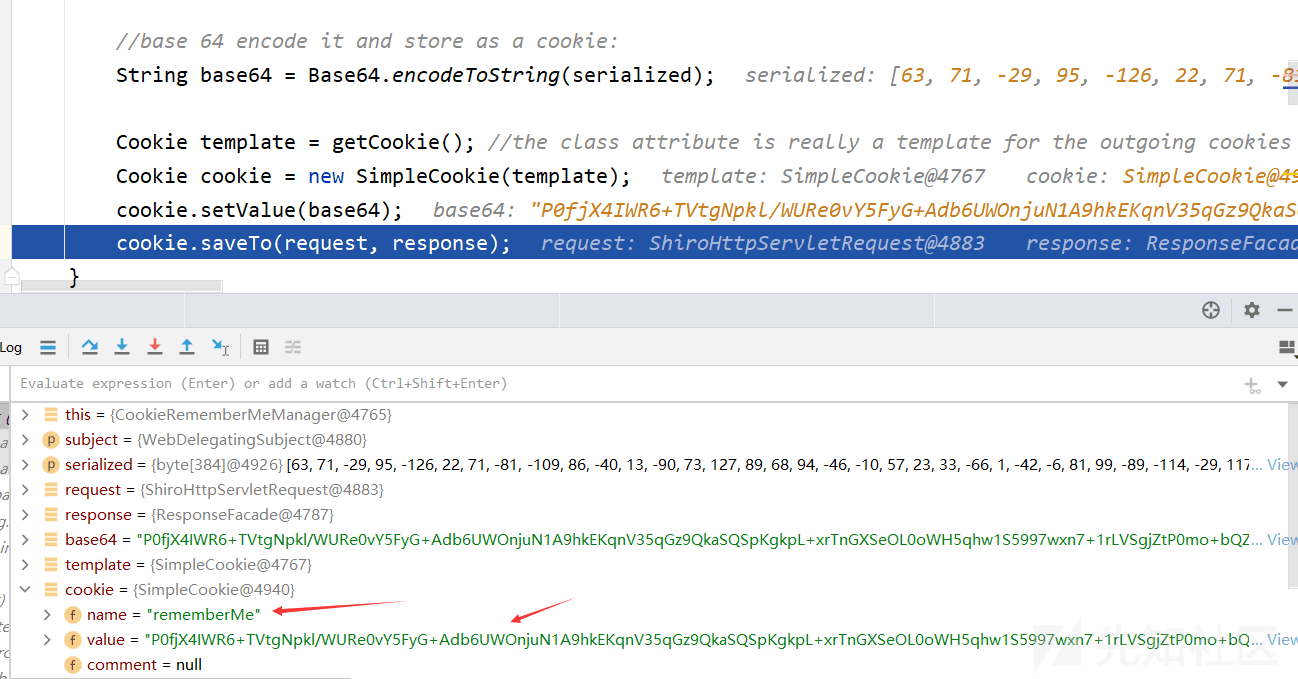 //base 64 encode it and store as a cookie:
String base64 = Base64.encodeToString(serialized); serialized: [63, 71, -29, 95, -126, 22, 71, -81
Cookie template = getCookie(); //the class attribute is really a template for the outgoing cookies
Cookie cookie = new SimpleCookie(template); template: SimpleCookie@4767 cookie: SimpleCookie@49
cookie.setValue(base64); base64: "P0fjX4IWR6+TVtgNpkl/WURe0vY5FyG+Adb6UWOnjuN1A9hkEKqnV35qGz9QkaS
cookie.saveTo(request, response); request: ShiroHttpServletRequest@4883 response: ResponseFacad
}
Log
Evaluate expression (Enter) or add a watch (Ctrl+Shift+Enter)
this = {CookieRememberMeManager@4765}
p subject = {WebDelegatingSubject@4880}
p serialized = {byte[384]@4926} [63, 71, -29, 95, -126, 22, 71, -81, -109, 86, -40, 13, -90, 73, 127, 89, 68, 94, -46, -10, 57, 23, 33, -66, 1, -42, -6, 81, 99, -89, -114, -29, 117,... View
request = {ShiroHttpServletRequest@4883}
response = {ResponseFacade@4787}
base64 = "P0fjX4IWR6+TVtgNpkl/WURe0vY5FyG+Adb6UWOnjuN1A9hkEKqnV35qGz9QkaSQSpKgkpL+xrTnGXSeOL0oWH5qhw1S5997wxn7+1rLVSgjZtP0mo+bQZ... View
template = {SimpleCookie@4767}
cookie = {SimpleCookie@4940}
f name = "rememberMe"
f value = "P0fjX4IWR6+TVtgNpkl/WURe0vY5FyG+Adb6UWOnjuN1A9hkEKqnV35qGz9QkaSQSpKgkpL+xrTnGXSeOL0oWH5qhw1S5997wxn7+1rLVSgjZtP0mo+bQ... View
f comment = null
先知社区